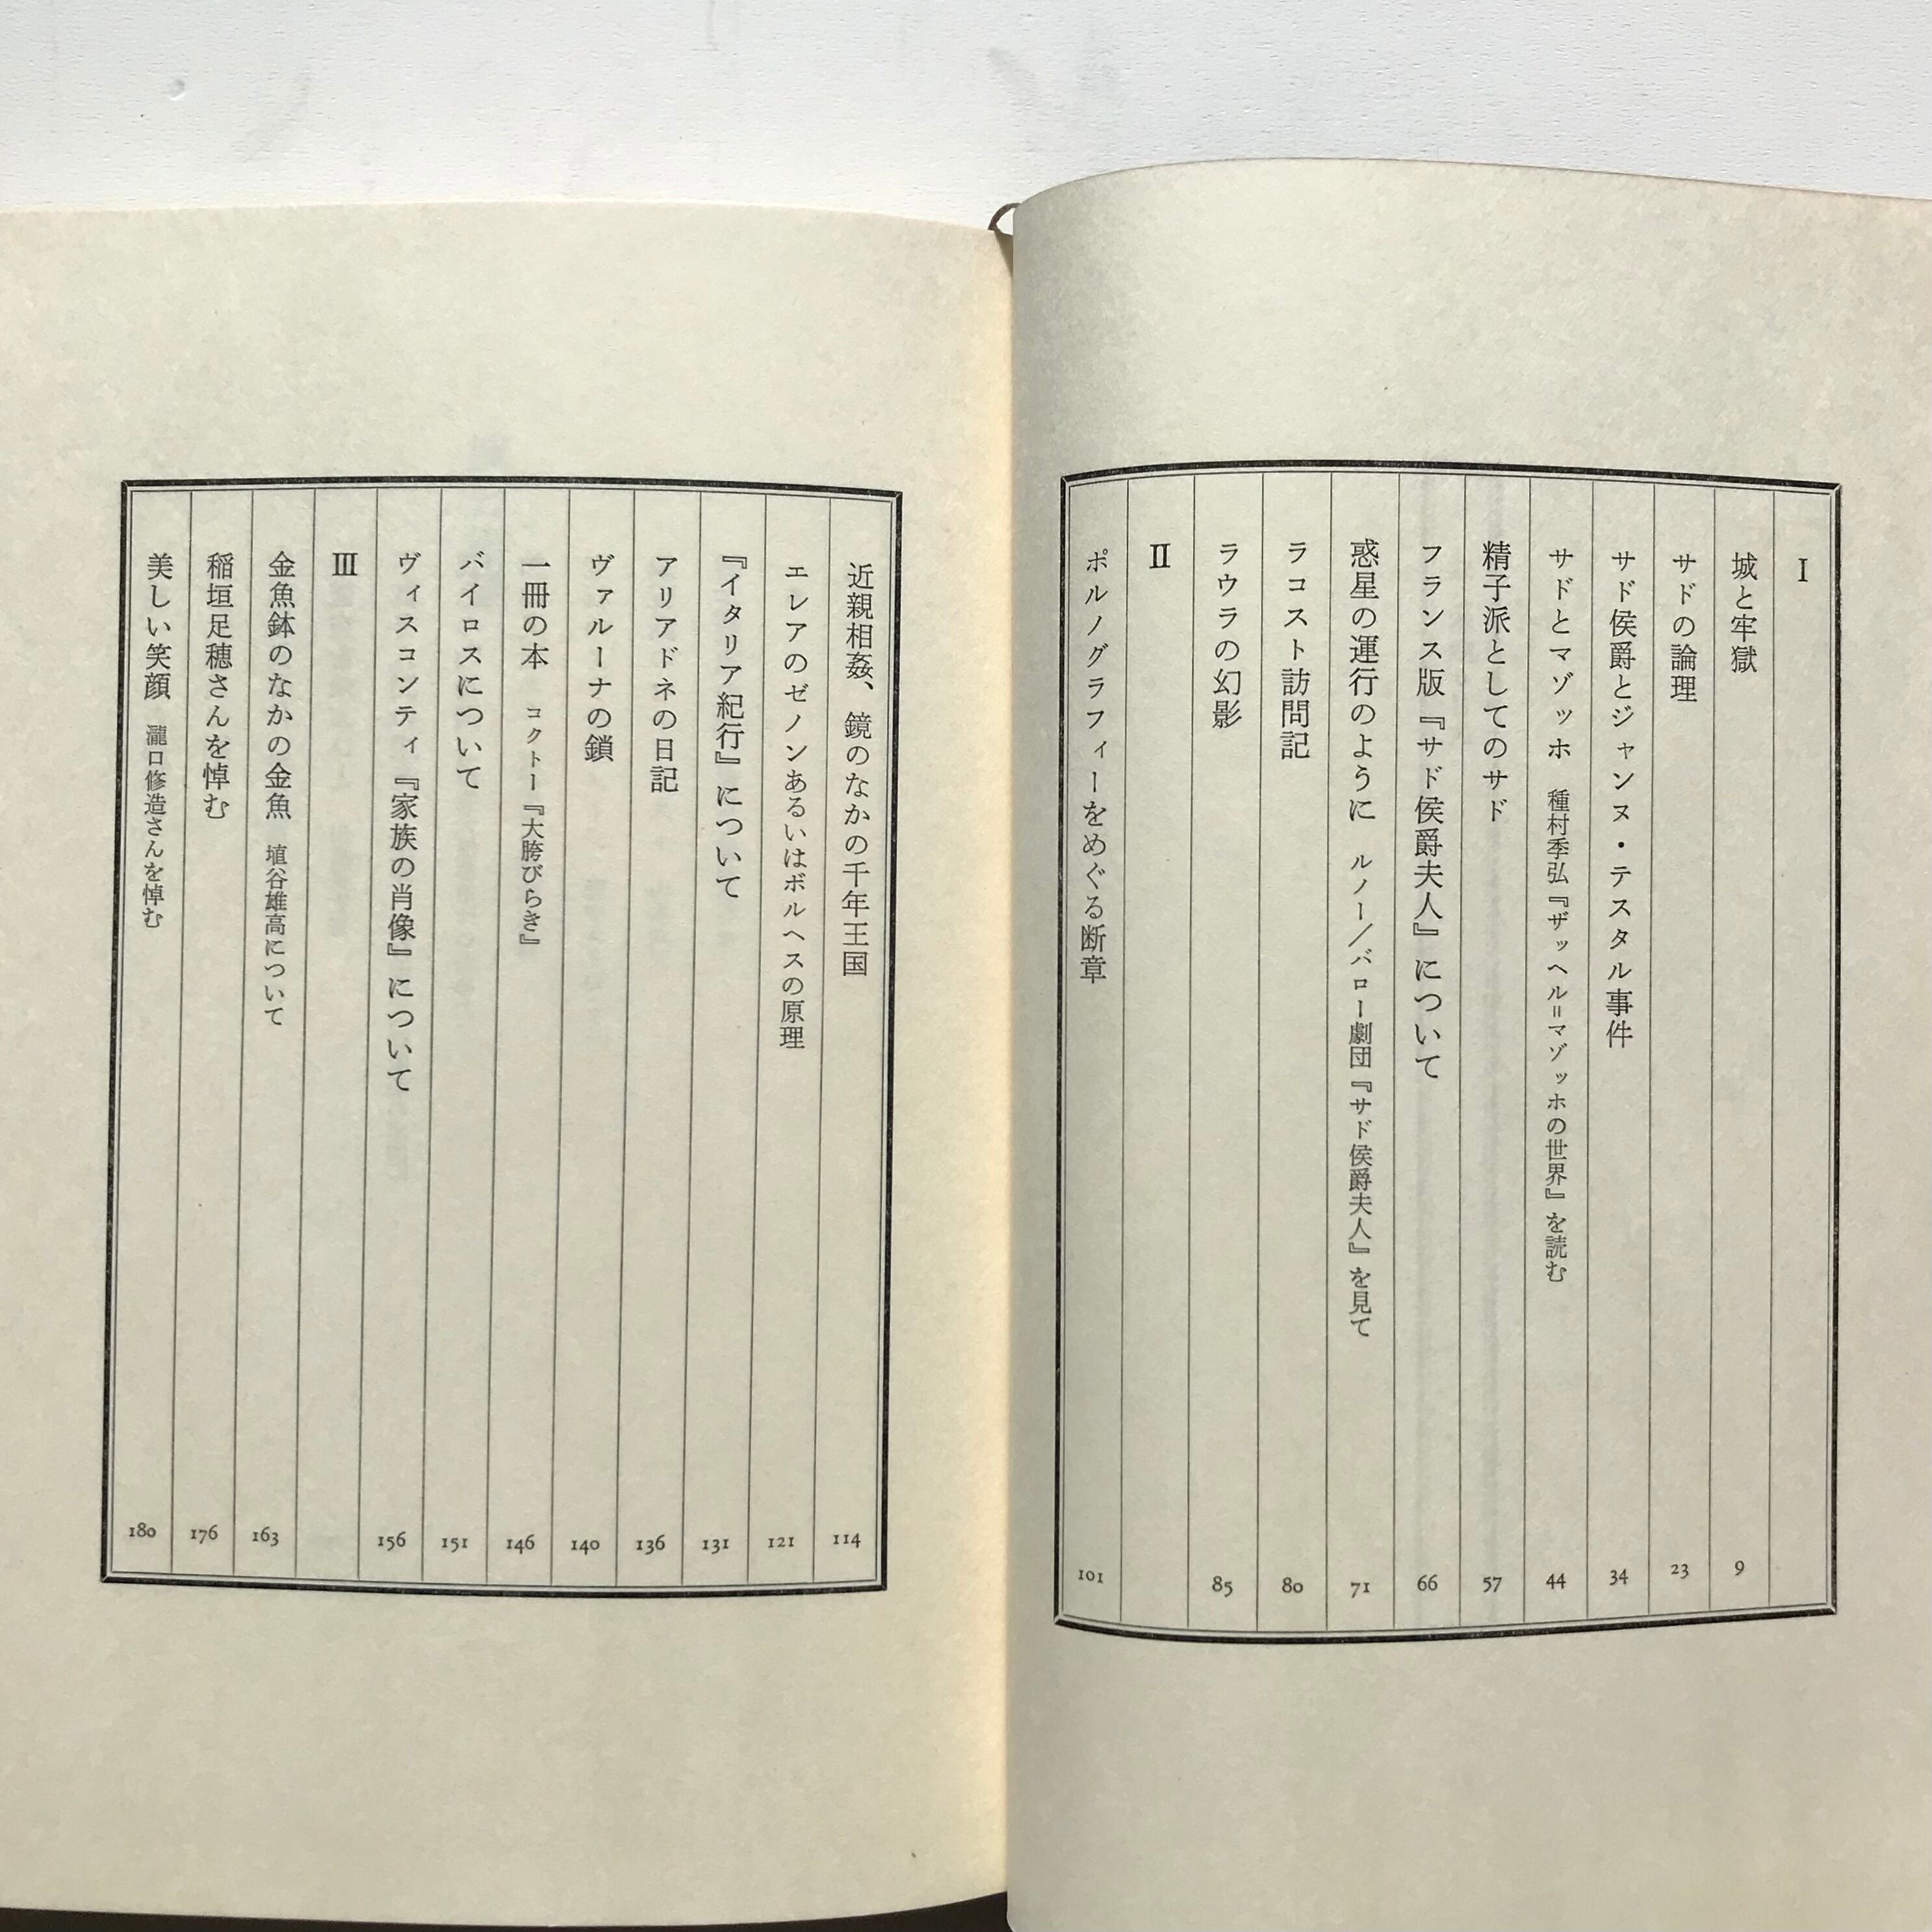 I
城と牢獄 9
サドの論理 23
サド侯爵とジャンヌ・テスタル事件 34
サドとマゾッホ 種村季弘『ザッヘル=マゾッホの世界』を読む 44
精子派としてのサド 57
フランス版『サド侯爵夫人』について 66
惑星の運行のように ルノー/バロー劇団『サド侯爵夫人』を見て 71
ラコスト訪問記 80
ラウラの幻影 85
II
ポルノグラフィーをめぐる断章 101
近親相姦、鏡のなかの千年王国 114
エレアのゼノンあるいはボルヘスの原理 121
『イタリア紀行』について 131
アリアドネの日記 136
ヴァルーナの鎖 140
一冊の本 コクトー『大胯びらき』 146
バイロスについて 151
ヴィスコンティ『家族の肖像』について 156
III
金魚鉢のなかの金魚 埴谷雄高について 163
稲垣足穂さんを悼む 176
美しい笑顔 瀧口修造さんを悼む 180